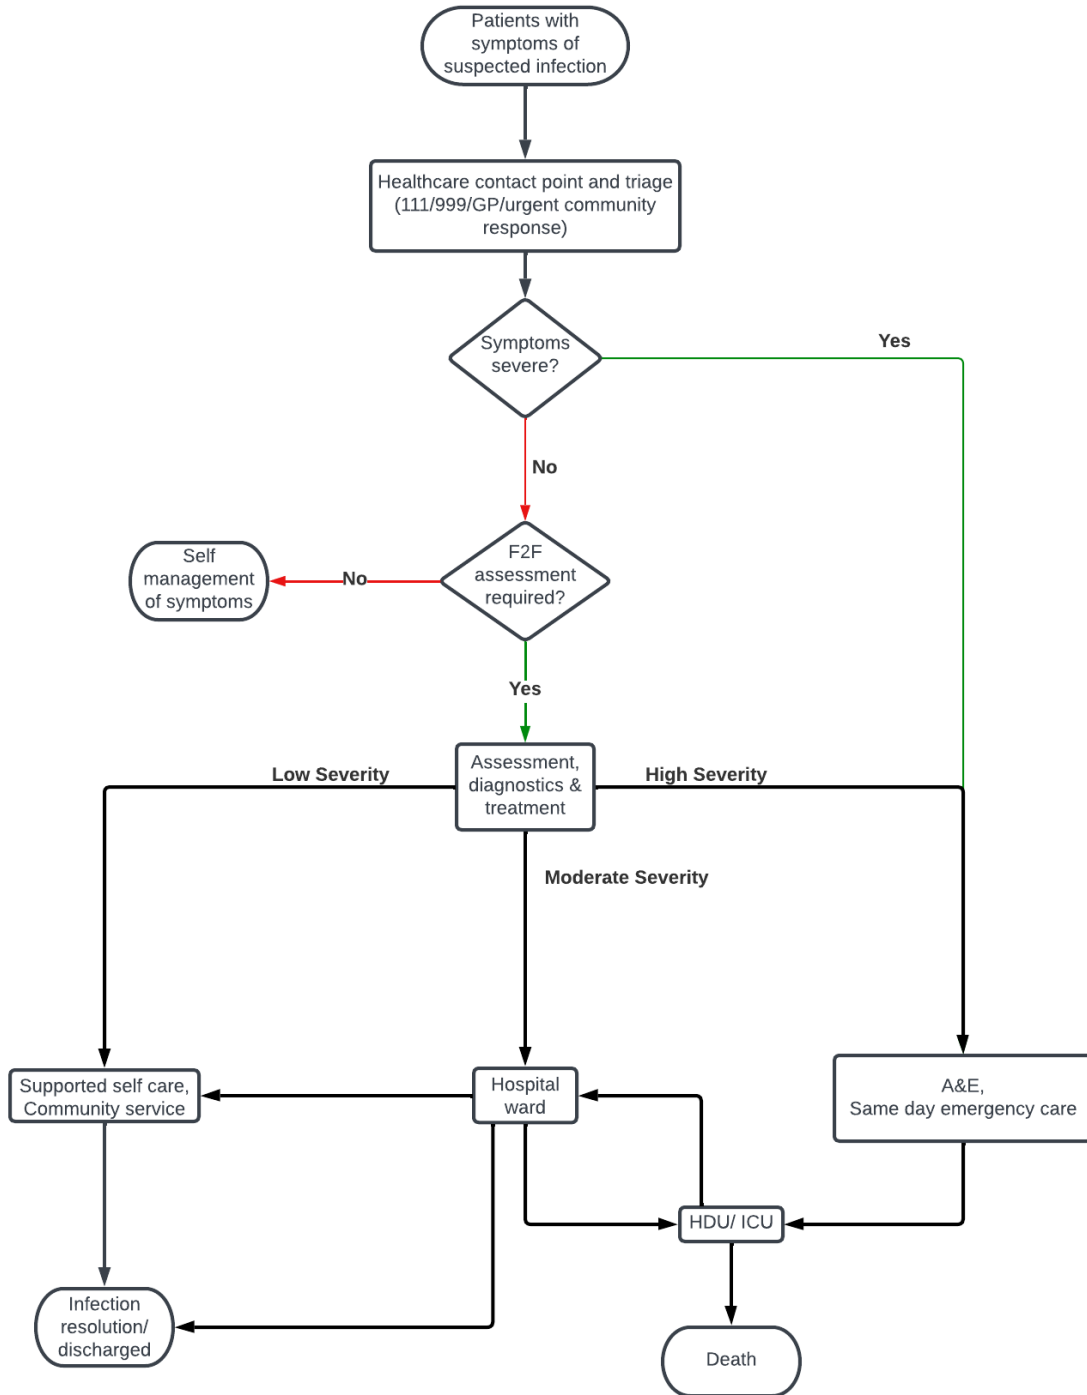 Patients with
symptoms of
suspected infection
Healthcare contact point and triage
(111/999/GP/urgent community
response)
Symptoms
severe?
Yes
No
F2F
assessment
required?
No
Self
management
of symptoms
Yes
Assessment,
diagnostics &
treatment
Low Severity
High Severity
Moderate Severity
Supported self care,
Community service
Hospital
ward
A&E,
Same day emergency care
HDU/ ICU
Infection
resolution/
discharged
Death